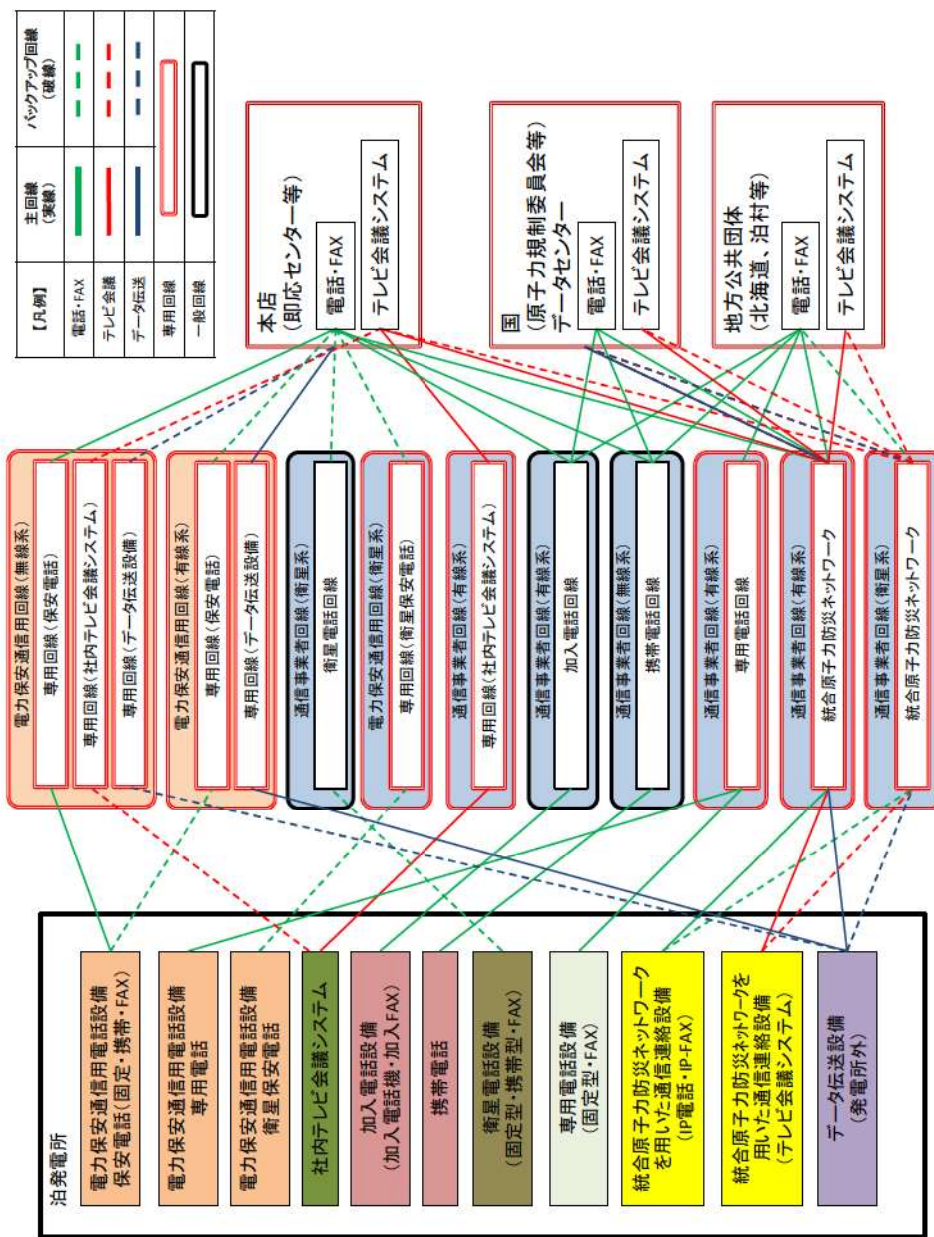 泊発電所
電力保安通信用電話設備
保安電話(固定・携帯・FAX)
電力保安通信用電話設備
専用電話
電力保安通信用電話設備
衛星保安電話
社内テレビ会議システム
加入電話設備
(加入電話機・加入FAX)
携帯電話
衛星電話設備
(固定型・携帯型・FAX)
専用電話設備
(固定型・FAX)
統合原子力防災ネットワーク
を用いた通信連絡設備
(IP電話・IP-FAX)
統合原子力防災ネットワークを
用いた通信連絡設備
(テレビ会議システム)
データ伝送設備
(発電所外)
電力保安通信用回線(無線系)
専用回線(保安電話)
専用回線(社内テレビ会議システム)
専用回線(データ伝送設備)
電力保安通信用回線(有線系)
専用回線(保安電話)
専用回線(データ伝送設備)
通信事業者回線(衛星系)
衛星電話回線
電力保安通信用回線(衛星系)
専用回線(衛星保安電話)
通信事業者回線(有線系)
専用回線(社内テレビ会議システム)
通信事業者回線(有線系)
加入電話回線
通信事業者回線(無線系)
携帯電話回線
通信事業者回線(有線系)
専用電話回線
通信事業者回線(有線系)
統合原子力防災ネットワーク
通信事業者回線(衛星系)
統合原子力防災ネットワーク
【凡例】
主回線
(実線)
バックアップ回線
(破線)
電話・FAX
テレビ会議
データ伝送
専用回線
一般回線
本店
(即応センター等)
電話・FAX
テレビ会議システム
国
(原子力規制委員会等)
データセンター
電話・FAX
テレビ会議システム
地方公共団体
(北海道、泊村等)
電話・FAX
テレビ会議システム